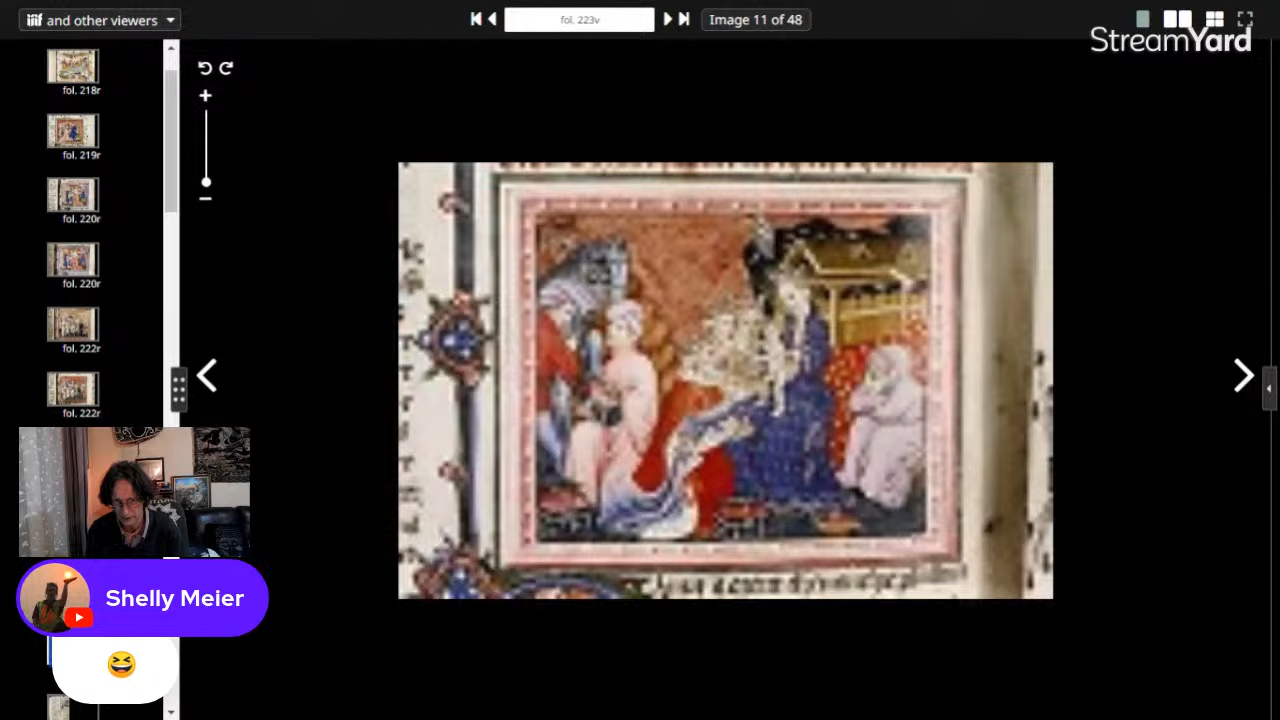 iiif and other viewers
fol. 223v
Image 11 of 48
StreamYard
fol. 218r
fol. 219r
fol. 220r
fol. 220r
fol. 222r
fol. 222r
Shelly Meier
😆